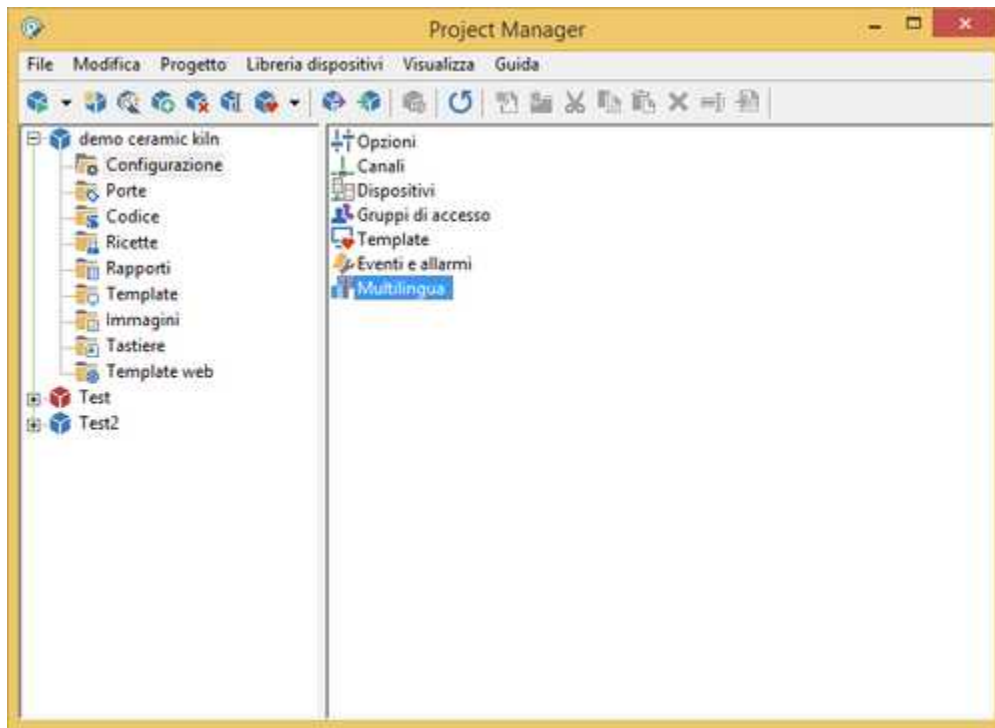 Project Manager
File Modifica Progetto Libreria dispositivi Visualizza Guida
demo ceramic kiln
Configurazione
Porte
Codice
Ricette
Rapporti
Template
Immagini
Tastiere
Template web
Test
Test2
Opzioni
Canali
Dispositivi
Gruppi di accesso
Template
Eventi e allarmi
Multilingua